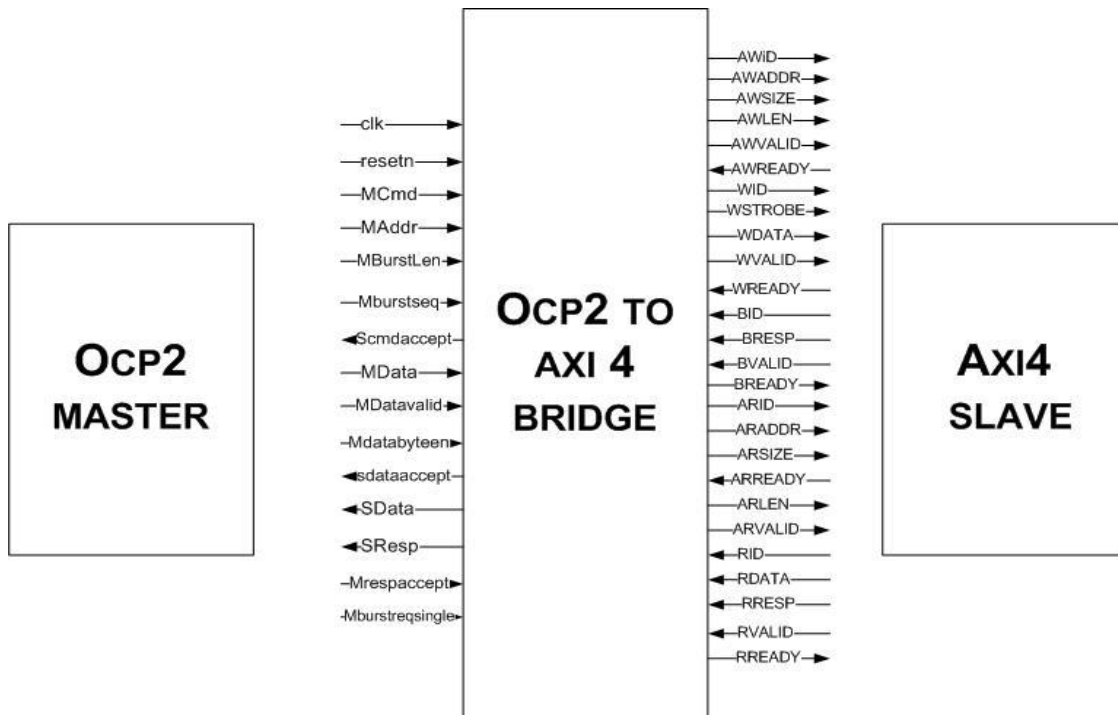 OCP2
MASTER
clk
resetn
MCmd
MAddr
MBurstLen
Mburstseq
Scmdaccept
MData
MDatavalid
Mdatabyteen
sdataaccept
SData
SResp
Mrespaccept
Mburstreqsingle
OCP2 TO
AXI 4
BRIDGE
AWiD
AWADDR
AWSIZE
AWLEN
AWVALID
AWREADY
WID
WSTROBE
WDATA
WVALID
WREADY
BID
BRESP
BVALID
BREADY
ARID
ARADDR
ARSIZE
ARREADY
ARLEN
ARVALID
RID
RDATA
RRESP
RVALID
RREADY
AXI4
SLAVE